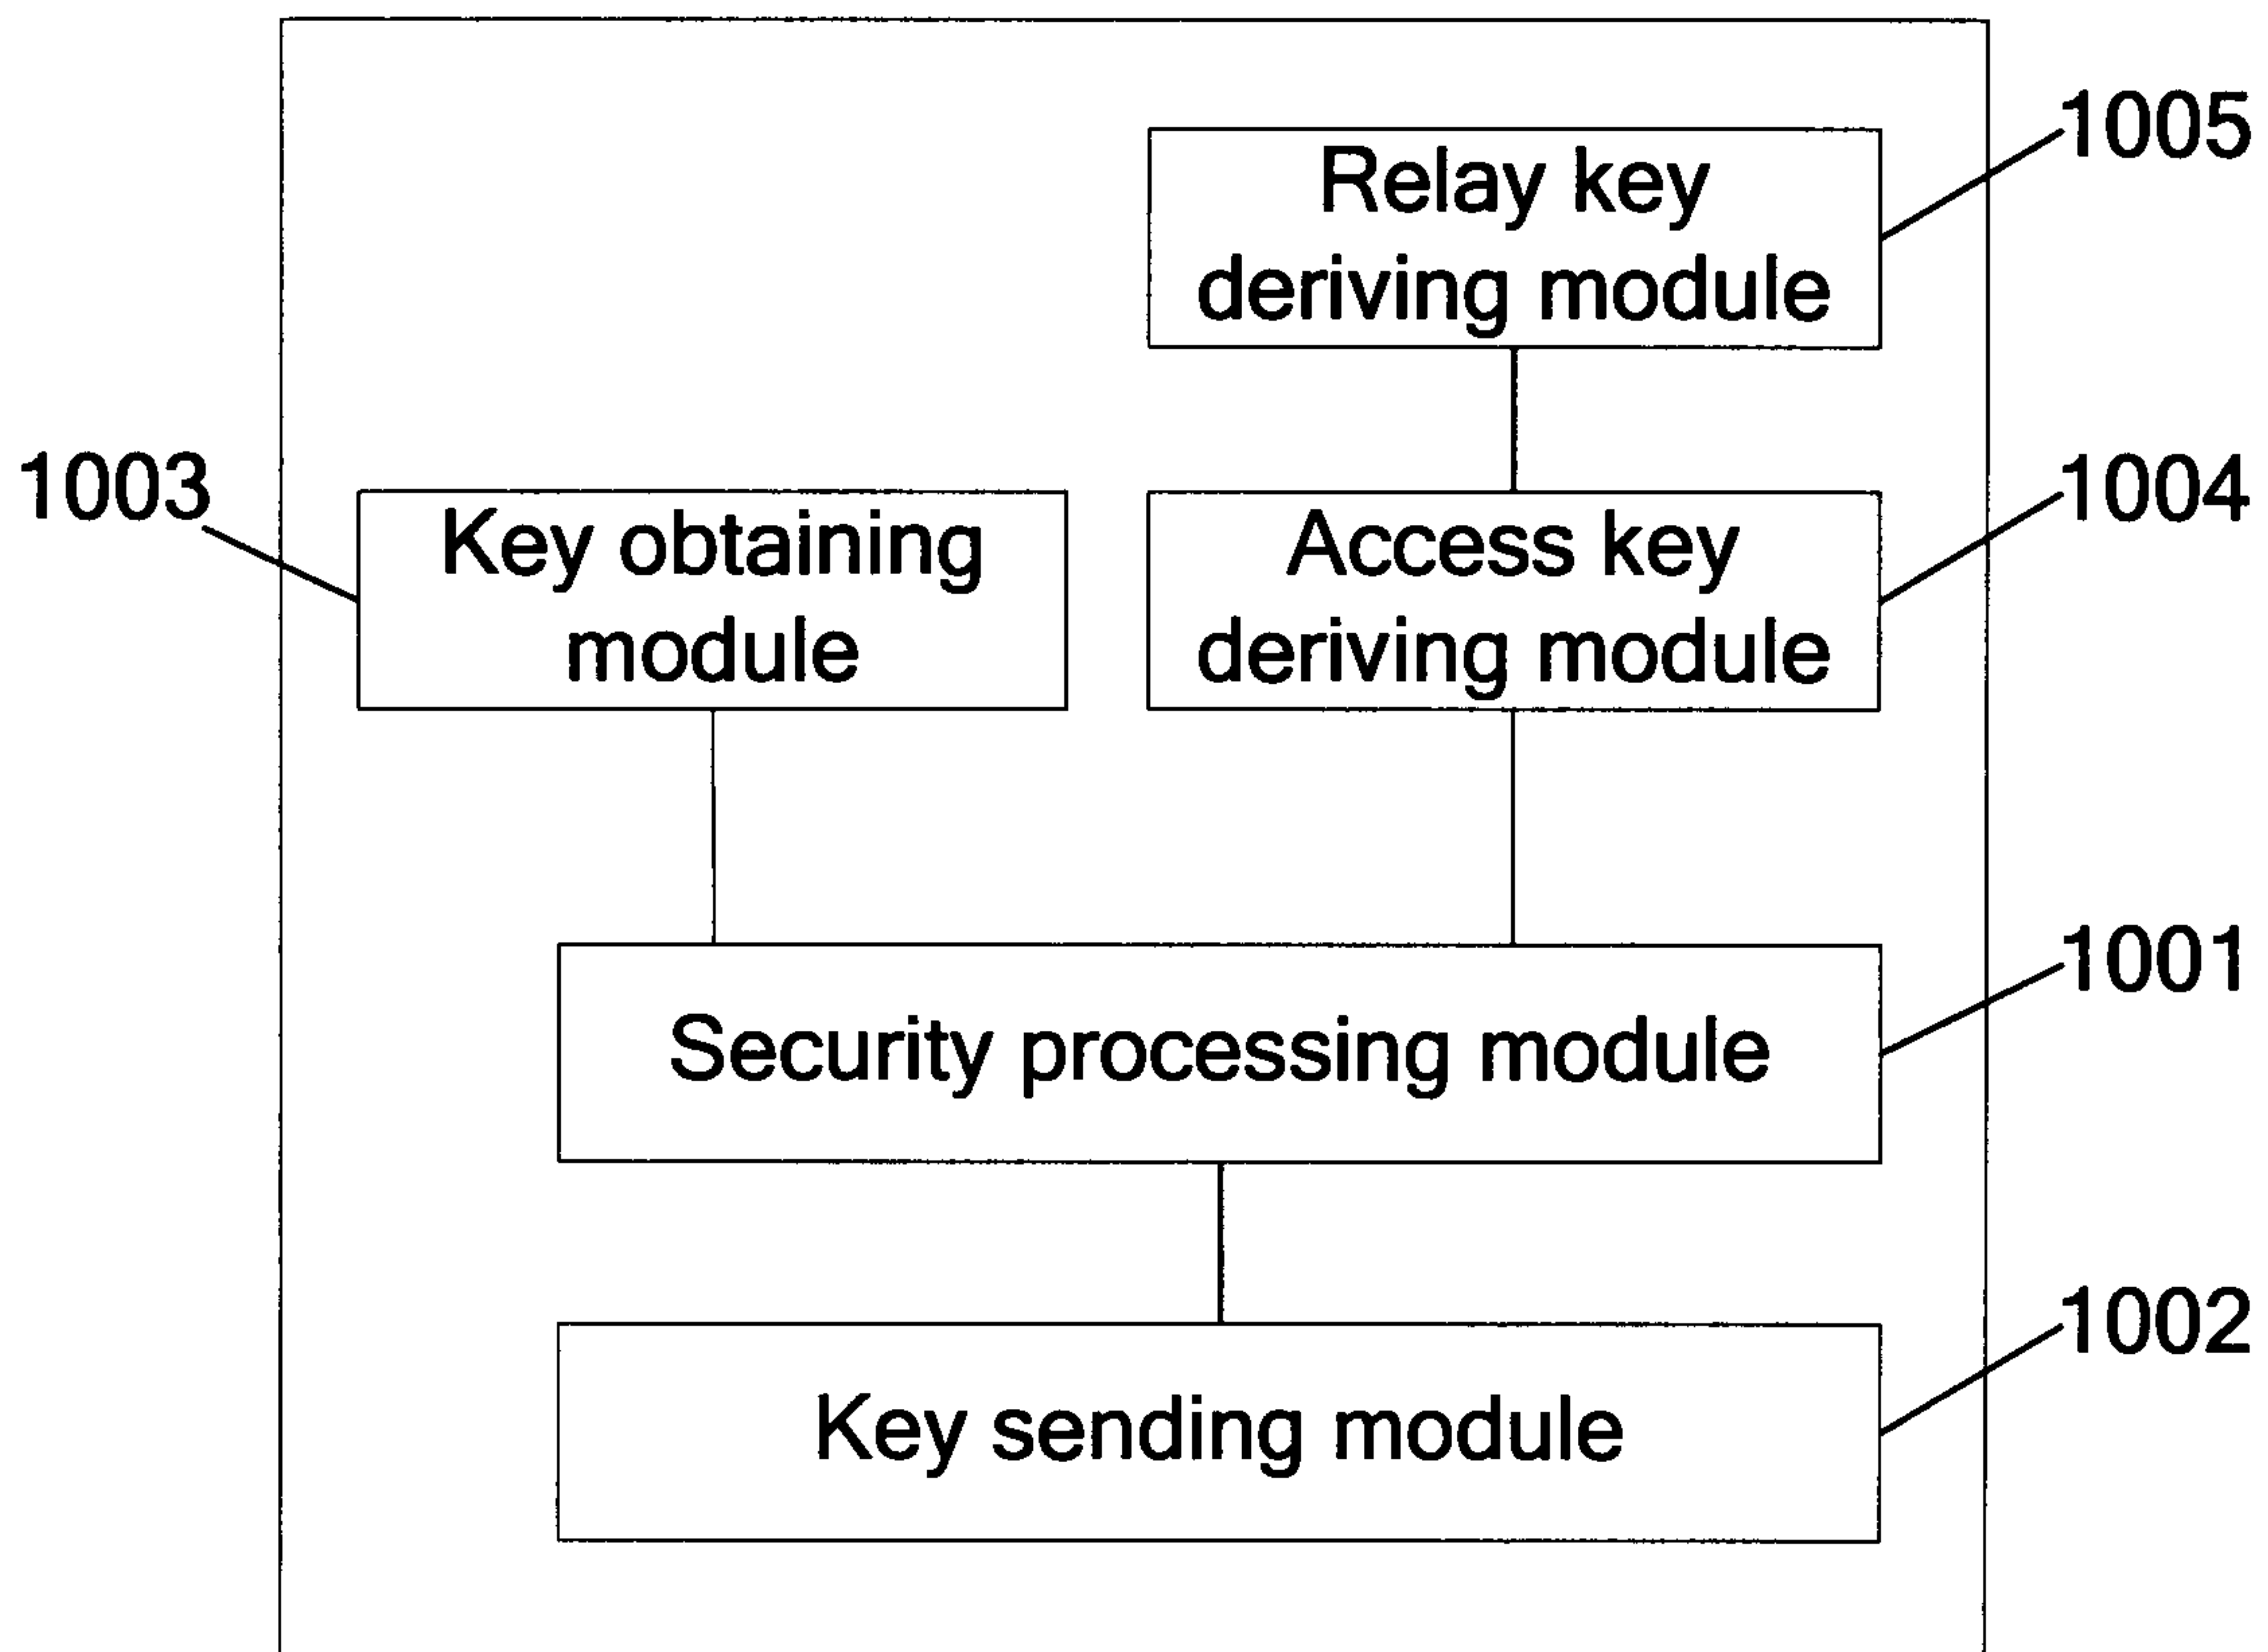 1005
Relay key
deriving module
1003
1004
Key obtaining
module
Access key
deriving module
1001
Security processing module
1002
Key sending module